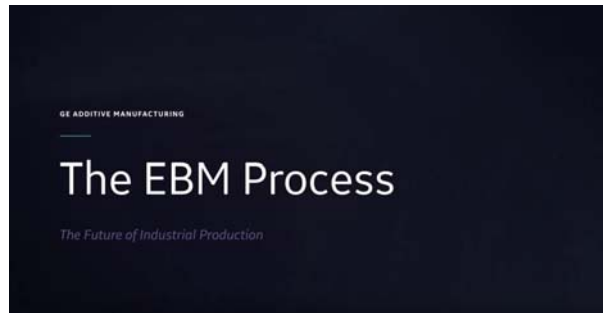 GE ADDITIVE MANUFACTURING
The EBM Process
The Future of Industrial Production